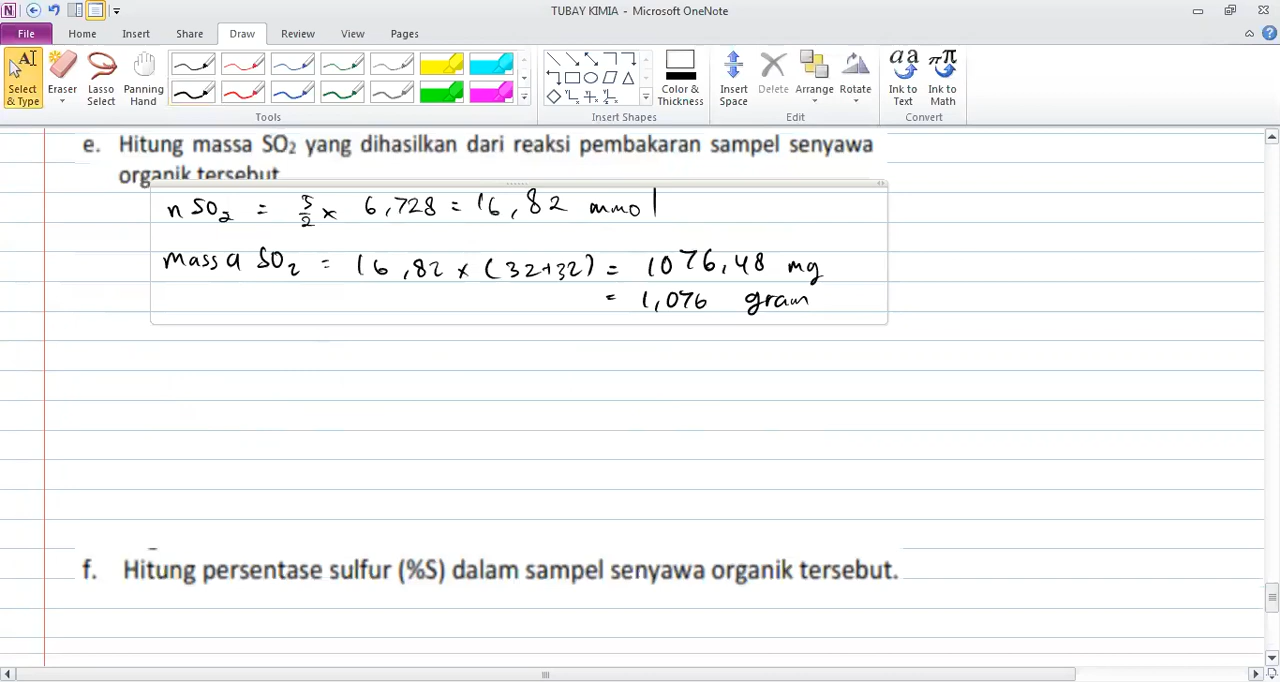 TUBAY KIMIA - Microsoft OneNote
File Home Insert Share Draw Review View Pages
Select & Type
Eraser
Lasso Select
Panning Hand
Color & Thickness
Insert Space
Delete
Arrange
Rotate
Ink to Text
Ink to Math
Tools Insert Shapes Edit Convert
e. Hitung massa SO₂ yang dihasilkan dari reaksi pembakaran sampel senyawa
organik tersebut
n SO₂ = 5/2 × 6,728 = 16,82 mmol
massa SO₂ = 16,82 × (32+32) = 1076,48 mg
= 1,076 gram
f. Hitung persentase sulfur (%S) dalam sampel senyawa organik tersebut.